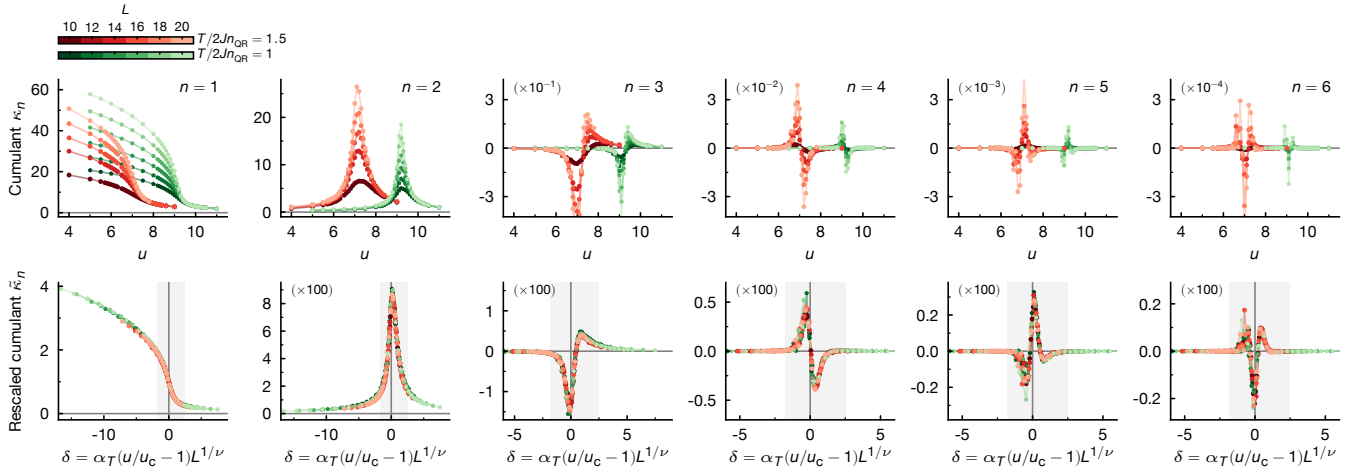 L
10 12 14 16 18 20
T/2Jn_QR = 1.5
T/2Jn_QR = 1
Cumulant κ_n
60
40
20
0
n = 1
4 6 8 10
u
20
10
0
n = 2
4 6 8 10
u
(×10⁻¹)
3
0
-3
n = 3
4 6 8 10
u
(×10⁻²)
3
0
-3
n = 4
4 6 8 10
u
(×10⁻³)
3
0
-3
n = 5
4 6 8 10
u
(×10⁻⁴)
3
0
-3
n = 6
4 6 8 10
u
Rescaled cumulant κ̃_n
4
2
0
-10 0
δ = α_T(u/u_c − 1)L^{1/ν}
(×100)
8
6
4
2
0
-10 0
δ = α_T(u/u_c − 1)L^{1/ν}
(×100)
1
0
-1
-5 0 5
δ = α_T(u/u_c − 1)L^{1/ν}
(×100)
0.5
0.0
-0.5
-5 0 5
δ = α_T(u/u_c − 1)L^{1/ν}
(×100)
0.2
0.0
-0.2
-5 0 5
δ = α_T(u/u_c − 1)L^{1/ν}
(×100)
0.2
0.0
-0.2
-5 0 5
δ = α_T(u/u_c − 1)L^{1/ν}